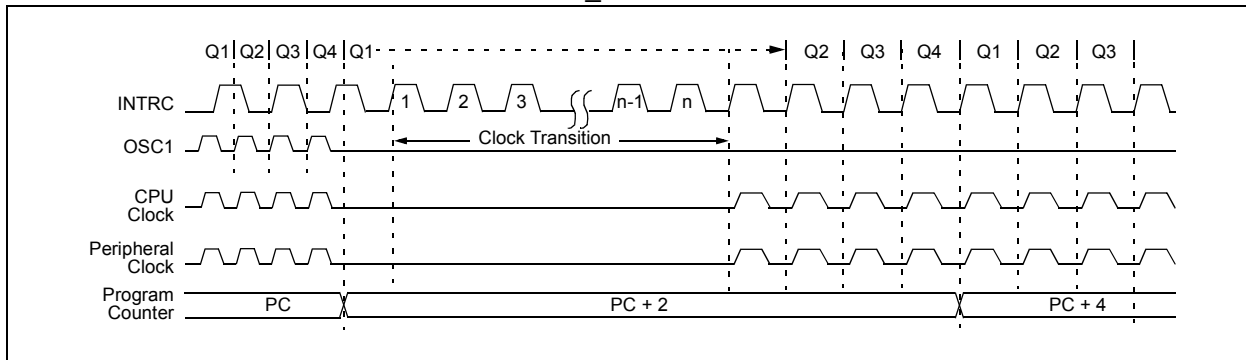 Q1 Q2 Q3 Q4 Q1 Q2 Q3 Q4 Q1 Q2 Q3
INTRC 1 2 3 n-1 n
Clock Transition
OSC1
CPU
Clock
Peripheral
Clock
Program
Counter
PC PC + 2 PC + 4